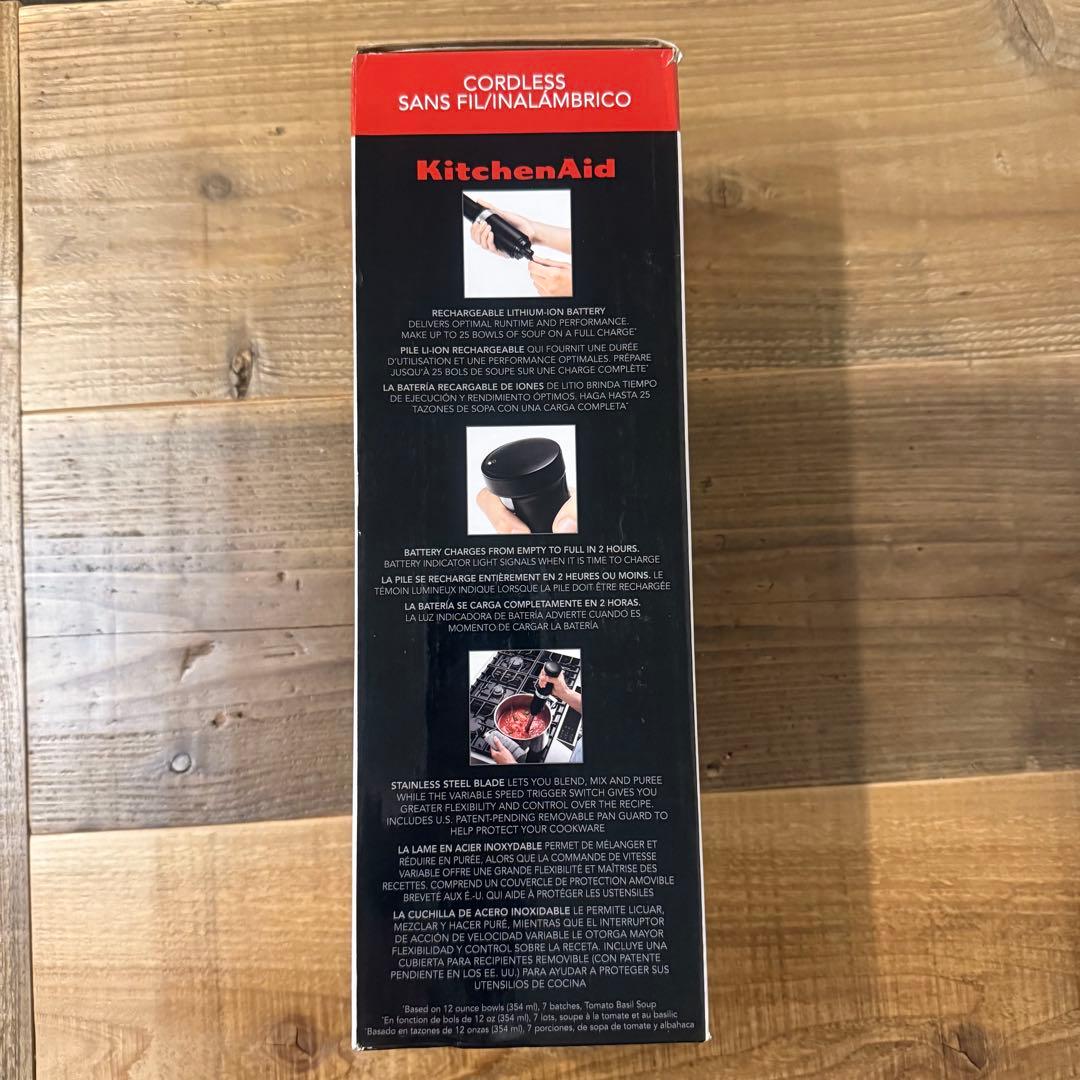 CORDLESS
SANS FIL/INALÁMBRICO
KitchenAid
RECHARGEABLE LITHIUM-ION BATTERY
DELIVERS OPTIMAL RUNTIME AND PERFORMANCE.
MAKE UP TO 25 BOWLS OF SOUP ON A FULL CHARGE*
PILE LI-ION RECHARGEABLE QUI FOURNIT UNE DURÉE
D'UTILISATION ET UNE PERFORMANCE OPTIMALES. PRÉPARE
JUSQU'À 25 BOLS DE SOUPE SUR UNE CHARGE COMPLÈTE*
LA BATERÍA RECARGABLE DE IONES DE LITIO BRINDA TIEMPO
DE EJECUCIÓN Y RENDIMIENTO ÓPTIMOS. HAGA HASTA 25
TAZONES DE SOPA CON UNA CARGA COMPLETA*
BATTERY CHARGES FROM EMPTY TO FULL IN 2 HOURS.
BATTERY INDICATOR LIGHT SIGNALS WHEN IT IS TIME TO CHARGE
LA PILE SE RECHARGE ENTIÈREMENT EN 2 HEURES OU MOINS. LE
TÉMOIN LUMINEUX INDIQUE LORSQUE LA PILE DOIT ÊTRE RECHARGÉE
LA BATERÍA SE CARGA COMPLETAMENTE EN 2 HORAS.
LA LUZ INDICADORA DE BATERÍA ADVIERTE CUANDO ES
MOMENTO DE CARGAR LA BATERÍA
STAINLESS STEEL BLADE LETS YOU BLEND, MIX AND PUREE
WHILE THE VARIABLE SPEED TRIGGER SWITCH GIVES YOU
GREATER FLEXIBILITY AND CONTROL OVER THE RECIPE.
INCLUDES U.S. PATENT-PENDING REMOVABLE PAN GUARD TO
HELP PROTECT YOUR COOKWARE
LA LAME EN ACIER INOXYDABLE PERMET DE MÉLANGER ET
RÉDUIRE EN PURÉE, ALORS QUE LA COMMANDE DE VITESSE
VARIABLE OFFRE UNE GRANDE FLEXIBILITÉ ET MAÎTRISE DES
RECETTES. COMPREND UN COUVERCLE DE PROTECTION AMOVIBLE
BREVETÉ AUX É.-U. QUI AIDE À PROTÉGER LES USTENSILES
LA CUCHILLA DE ACERO INOXIDABLE LE PERMITE LICUAR,
MEZCLAR Y HACER PURÉ, MIENTRAS QUE EL INTERRUPTOR
DE ACCIÓN DE VELOCIDAD VARIABLE LE OTORGA MAYOR
FLEXIBILIDAD Y CONTROL SOBRE LA RECETA. INCLUYE UNA
CUBIERTA PARA RECIPIENTES REMOVIBLE (CON PATENTE
PENDIENTE EN LOS EE. UU.) PARA AYUDAR A PROTEGER SUS
UTENSILIOS DE COCINA
*Based on 12 ounce bowls (354 ml), 7 batches, Tomato Basil Soup
*En fonction de bols de 12 oz (354 ml), 7 lots, soupe à la tomate et au basilic
*Basado en tazones de 12 onzas (354 ml), 7 porciones, de sopa de tomate y albahaca